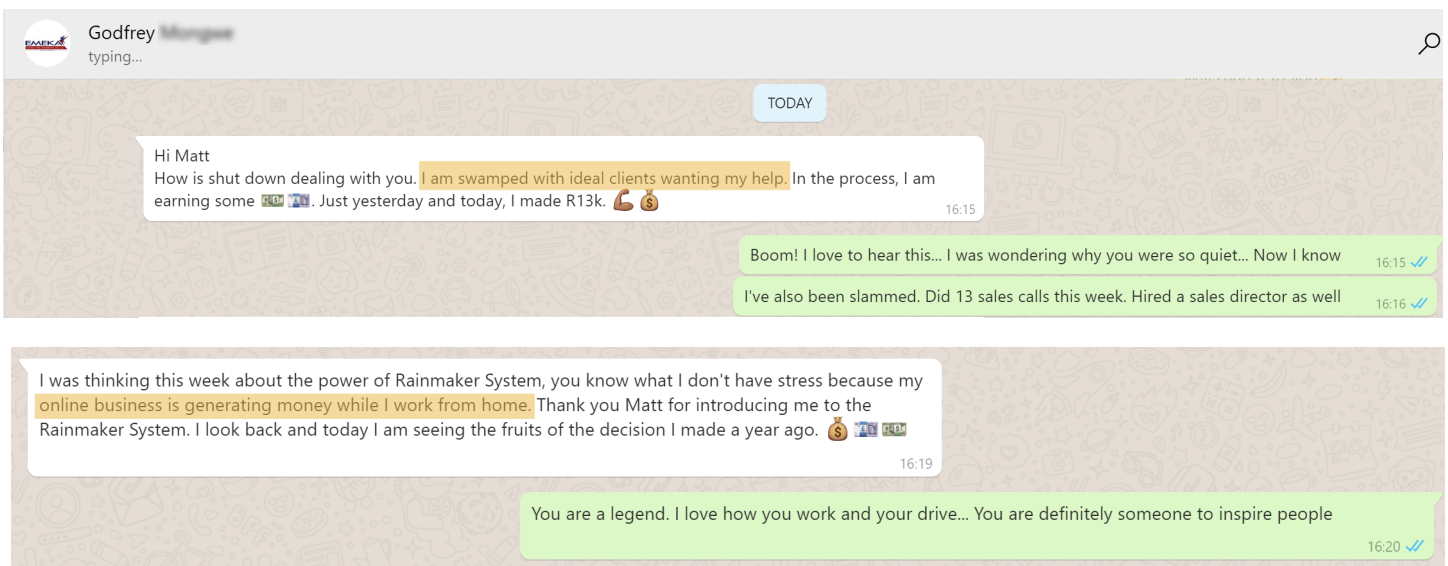 EMEKA
Godfrey
typing...
TODAY
Hi Matt
How is shut down dealing with you. I am swamped with ideal clients wanting my help. In the process, I am
earning some 💵 💷. Just yesterday and today, I made R13k. 💪🏾 💰
16:15
Boom! I love to hear this... I was wondering why you were so quiet... Now I know
16:15
I've also been slammed. Did 13 sales calls this week. Hired a sales director as well
16:16
I was thinking this week about the power of Rainmaker System, you know what I don't have stress because my
online business is generating money while I work from home. Thank you Matt for introducing me to the
Rainmaker System. I look back and today I am seeing the fruits of the decision I made a year ago. 💰 💷 💵
16:19
You are a legend. I love how you work and your drive... You are definitely someone to inspire people
16:20